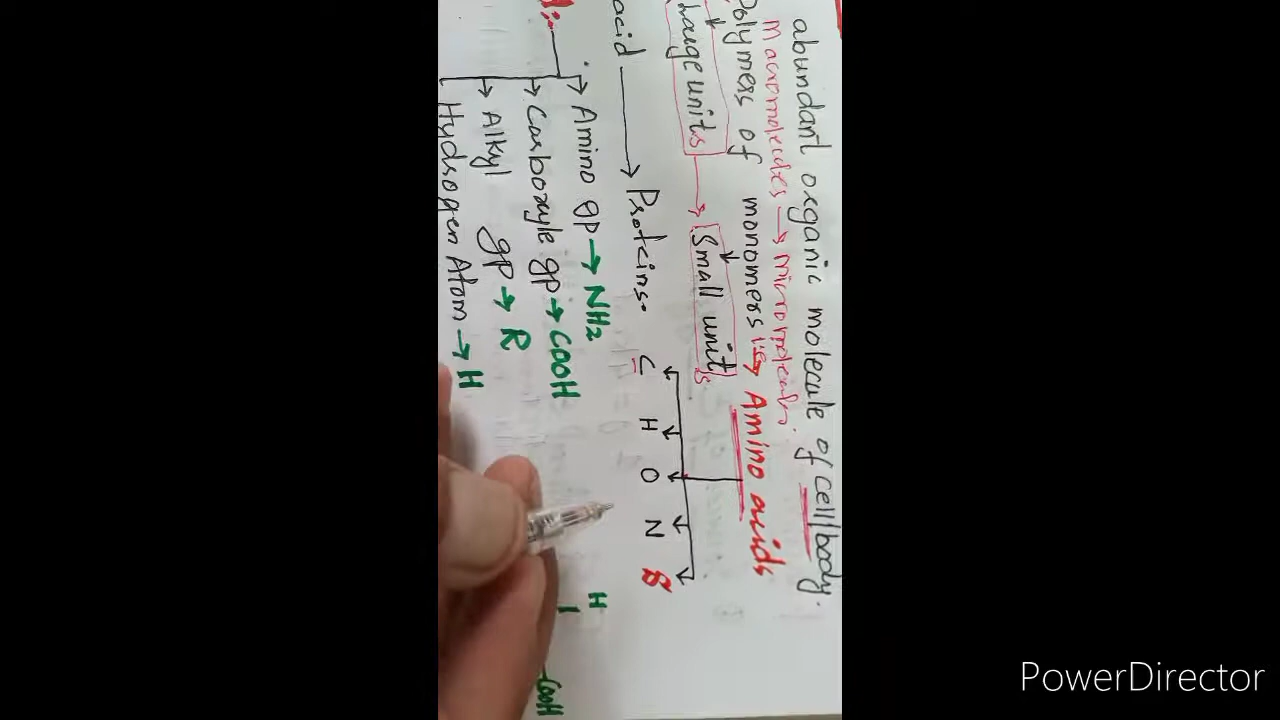 abundant organic molecule of cell/body.
Macromolecules → micromolecules.
Polymers of monomers i.e → Amino acids
Large units → Small units
acid → Proteins.
C H O N S
Amino gp → NH2
Carboxyle gp → COOH
Alkyl gp → R
Hydrogen Atom → H
H
COOH
PowerDirector